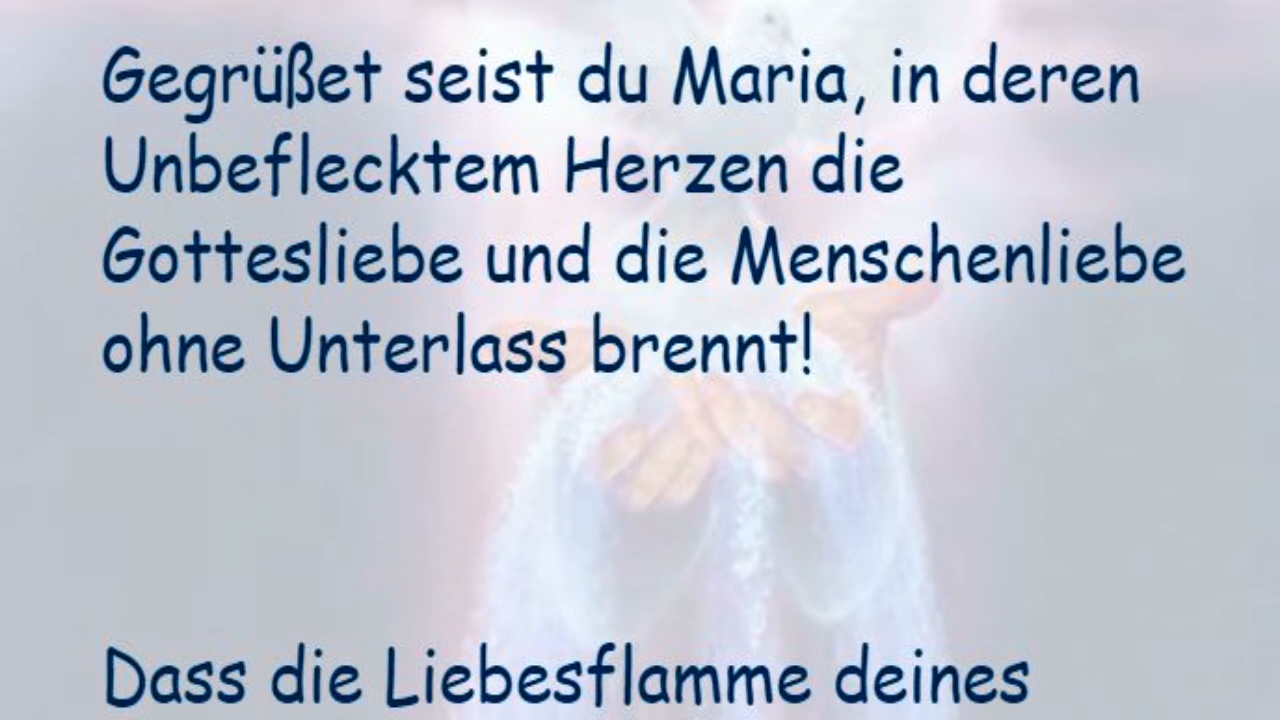 Gegrüßet seist du Maria, in deren
Unbeflecktem Herzen die
Gottesliebe und die Menschenliebe
ohne Unterlass brennt!
Dass die Liebesflamme deines